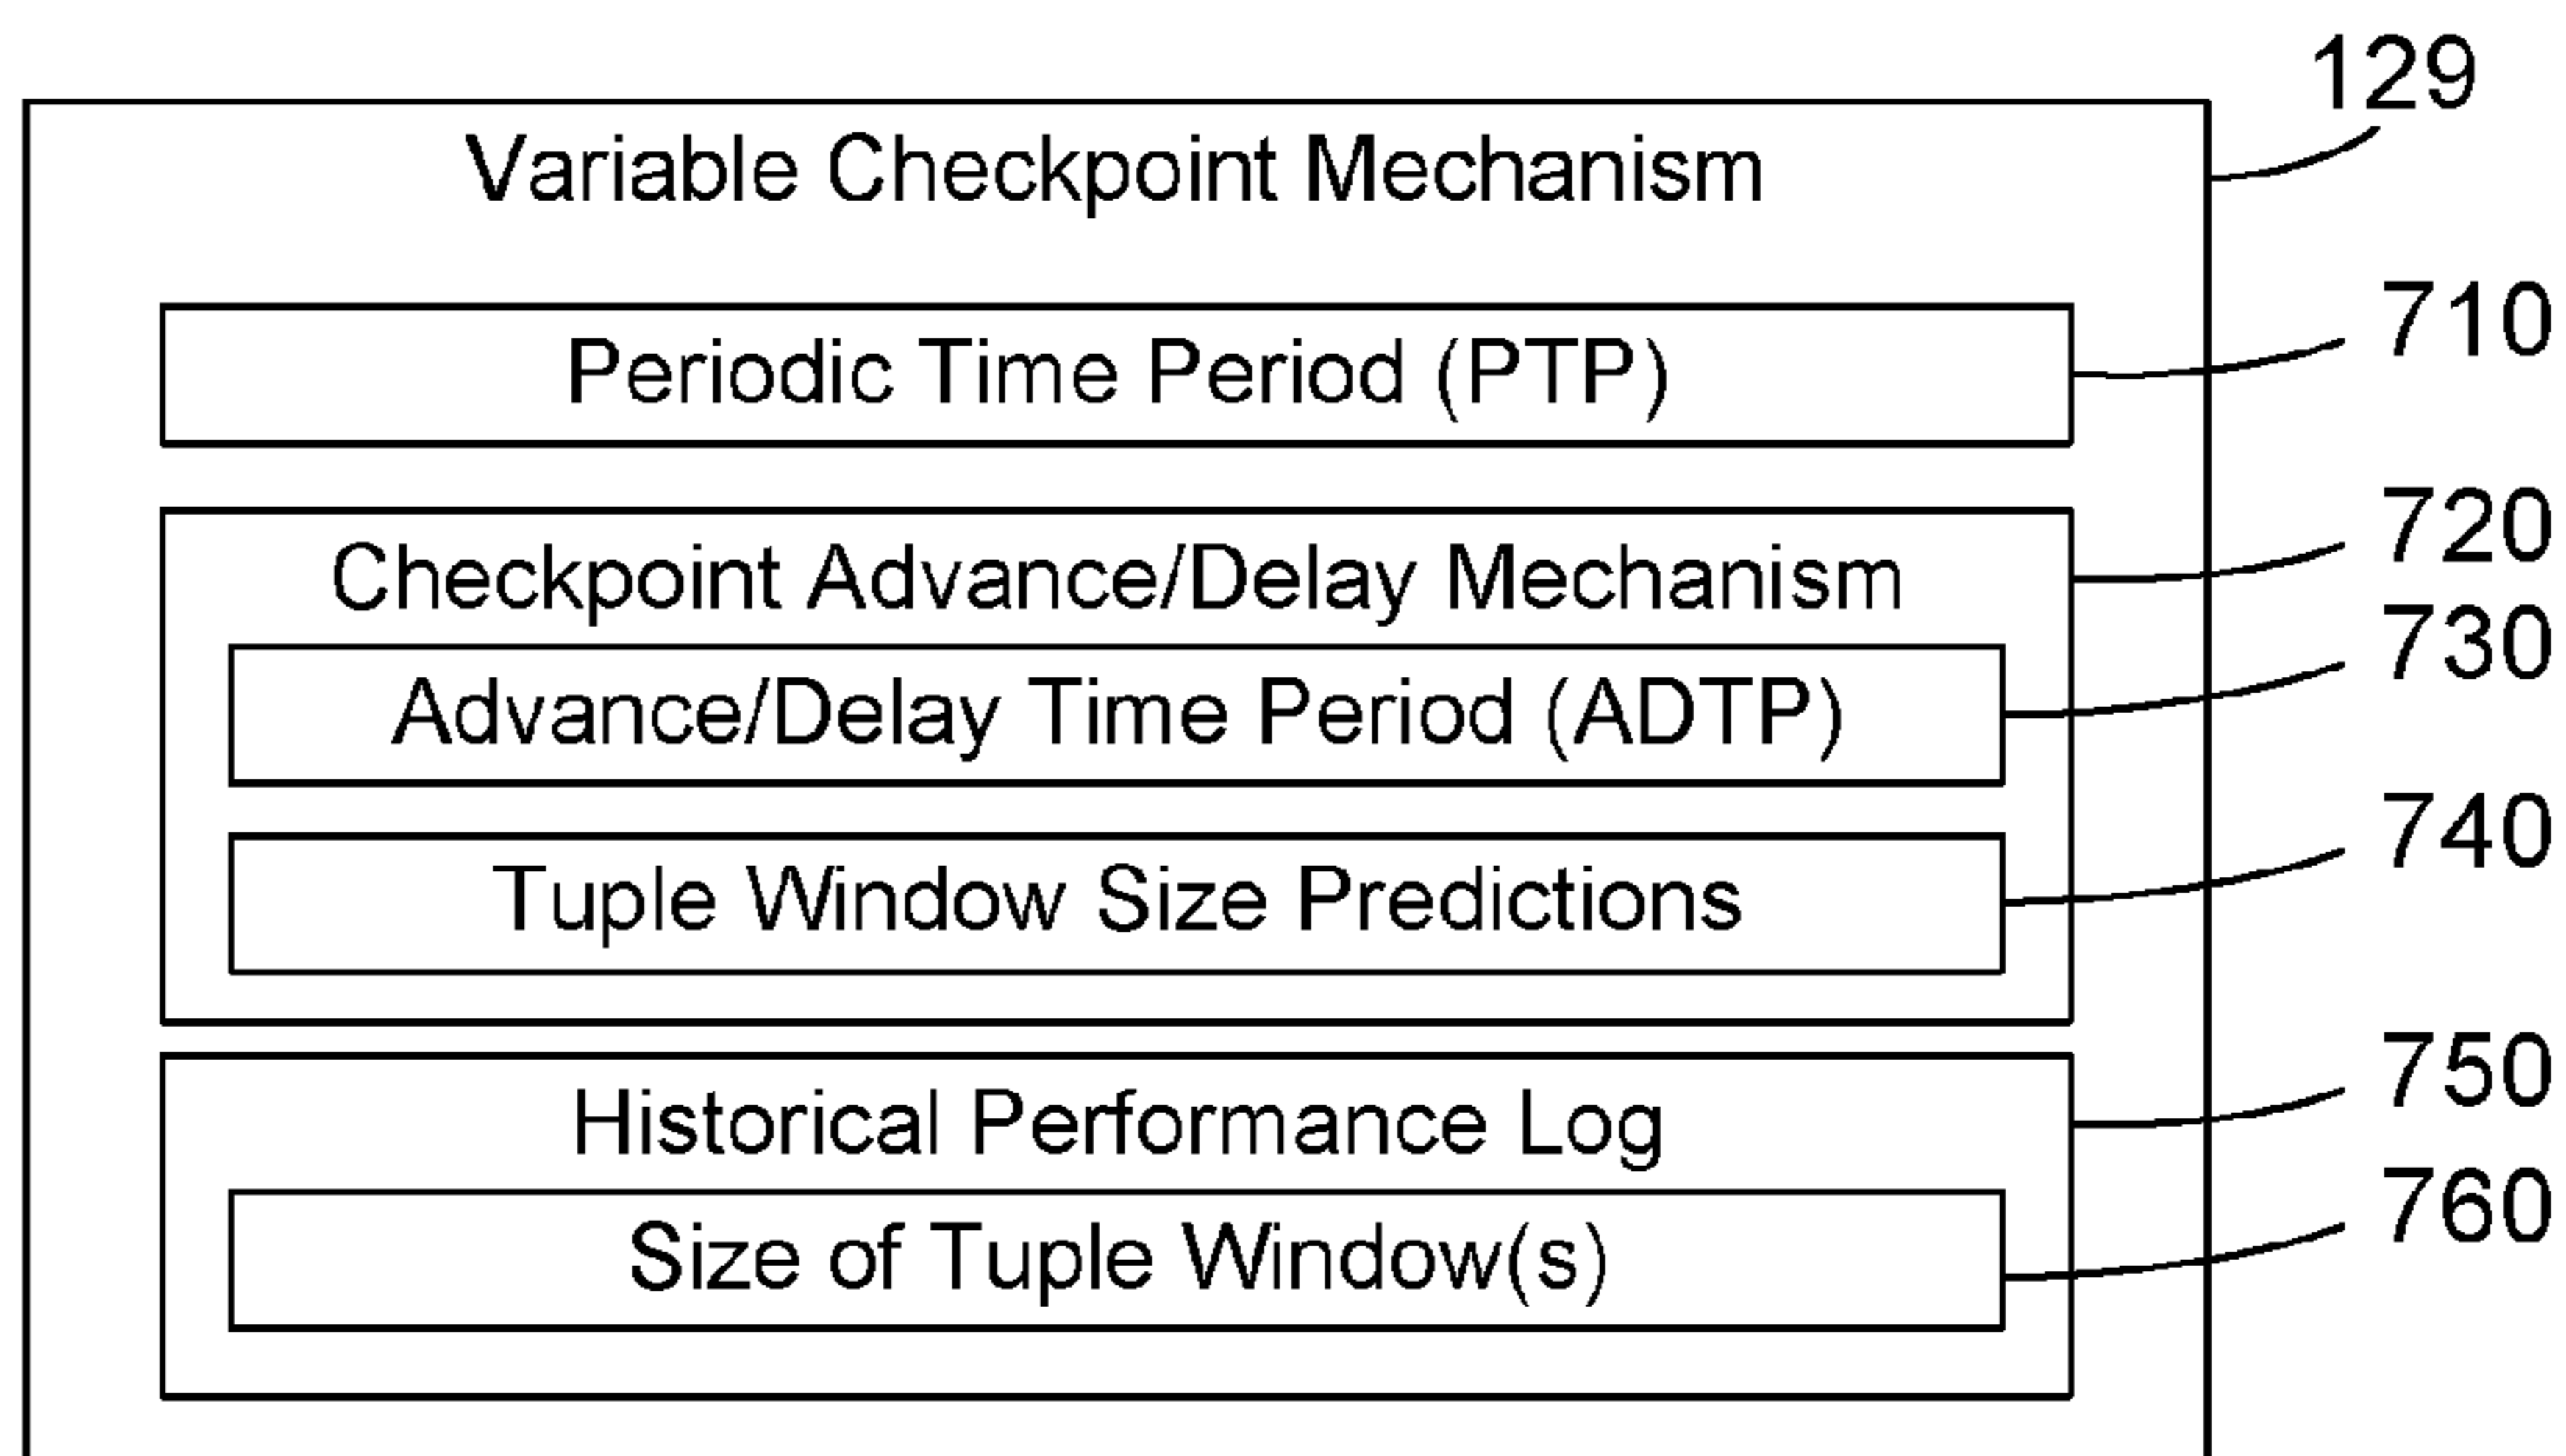 129
Variable Checkpoint Mechanism
710
Periodic Time Period (PTP)
720
Checkpoint Advance/Delay Mechanism
730
Advance/Delay Time Period (ADTP)
740
Tuple Window Size Predictions
750
Historical Performance Log
760
Size of Tuple Window(s)